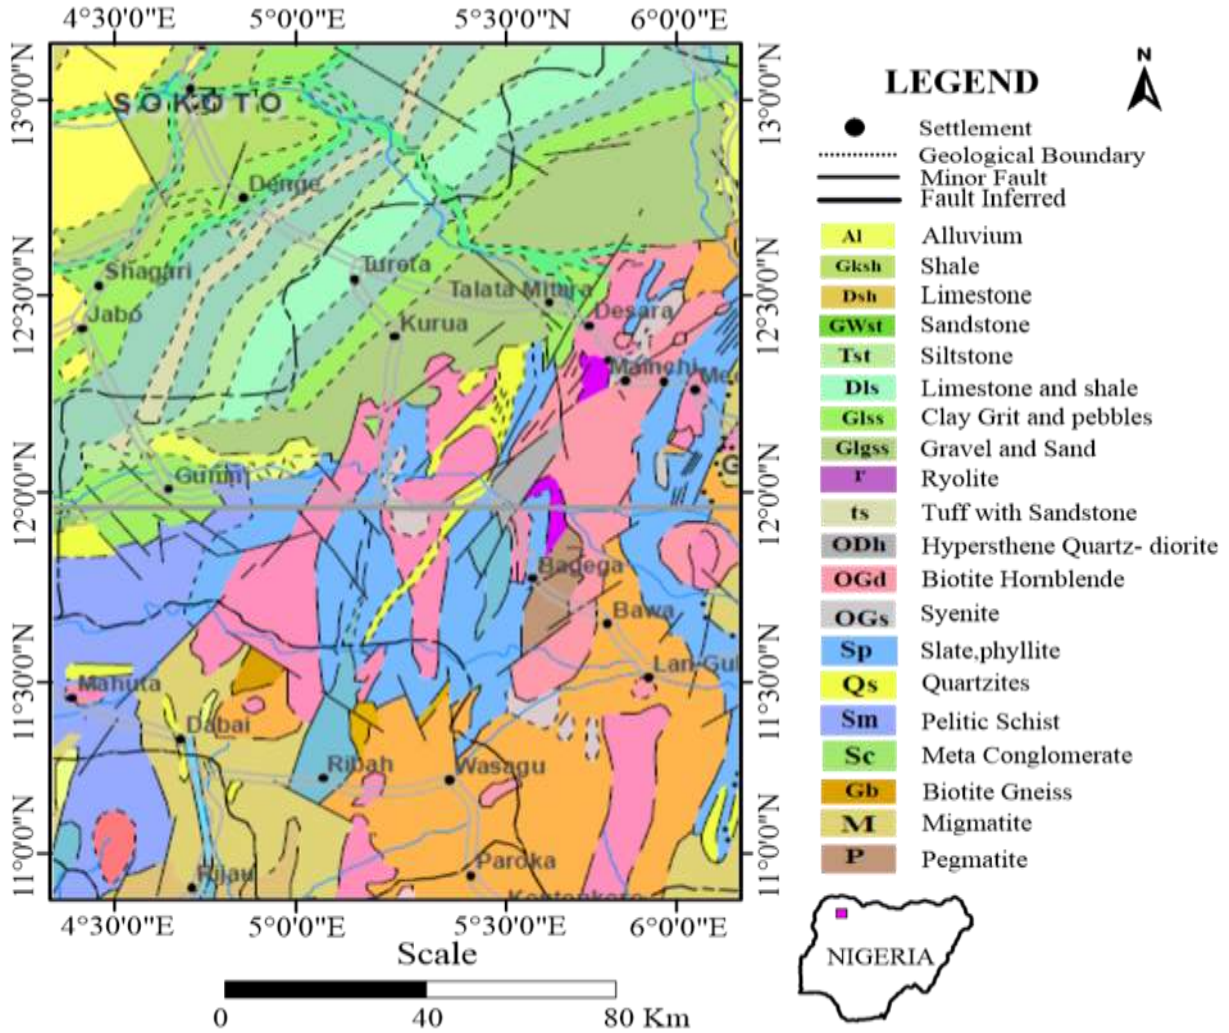 4°30'0"E 5°0'0"E 5°30'0"N 6°0'0"E
13°0'0"N
12°30'0"N
12°0'0"N
11°30'0"N
11°0'0"N
SOKOTO
Denge
Shagari
Tureta
Talata Mafara
Jabo
Kurua
Desara
Mainchi
Gummi
G
Badega
Bawa
Lan-Gul
Mahuta
Dabai
Ribah
Wasagu
Paroka
Rijau
13°0'0"N
12°30'0"N
12°0'0"N
11°30'0"N
11°0'0"N
4°30'0"E 5°0'0"E 5°30'0"E 6°0'0"E
Scale
0 40 80 Km
N
LEGEND
Settlement
Geological Boundary
Minor Fault
Fault Inferred
Al Alluvium
Gksh Shale
Dsh Limestone
GWst Sandstone
Tst Siltstone
Dls Limestone and shale
Glss Clay Grit and pebbles
Glgss Gravel and Sand
r Ryolite
ts Tuff with Sandstone
ODh Hypersthene Quartz- diorite
OGd Biotite Hornblende
OGs Syenite
Sp Slate,phyllite
Qs Quartzites
Sm Pelitic Schist
Sc Meta Conglomerate
Gb Biotite Gneiss
M Migmatite
P Pegmatite
NIGERIA